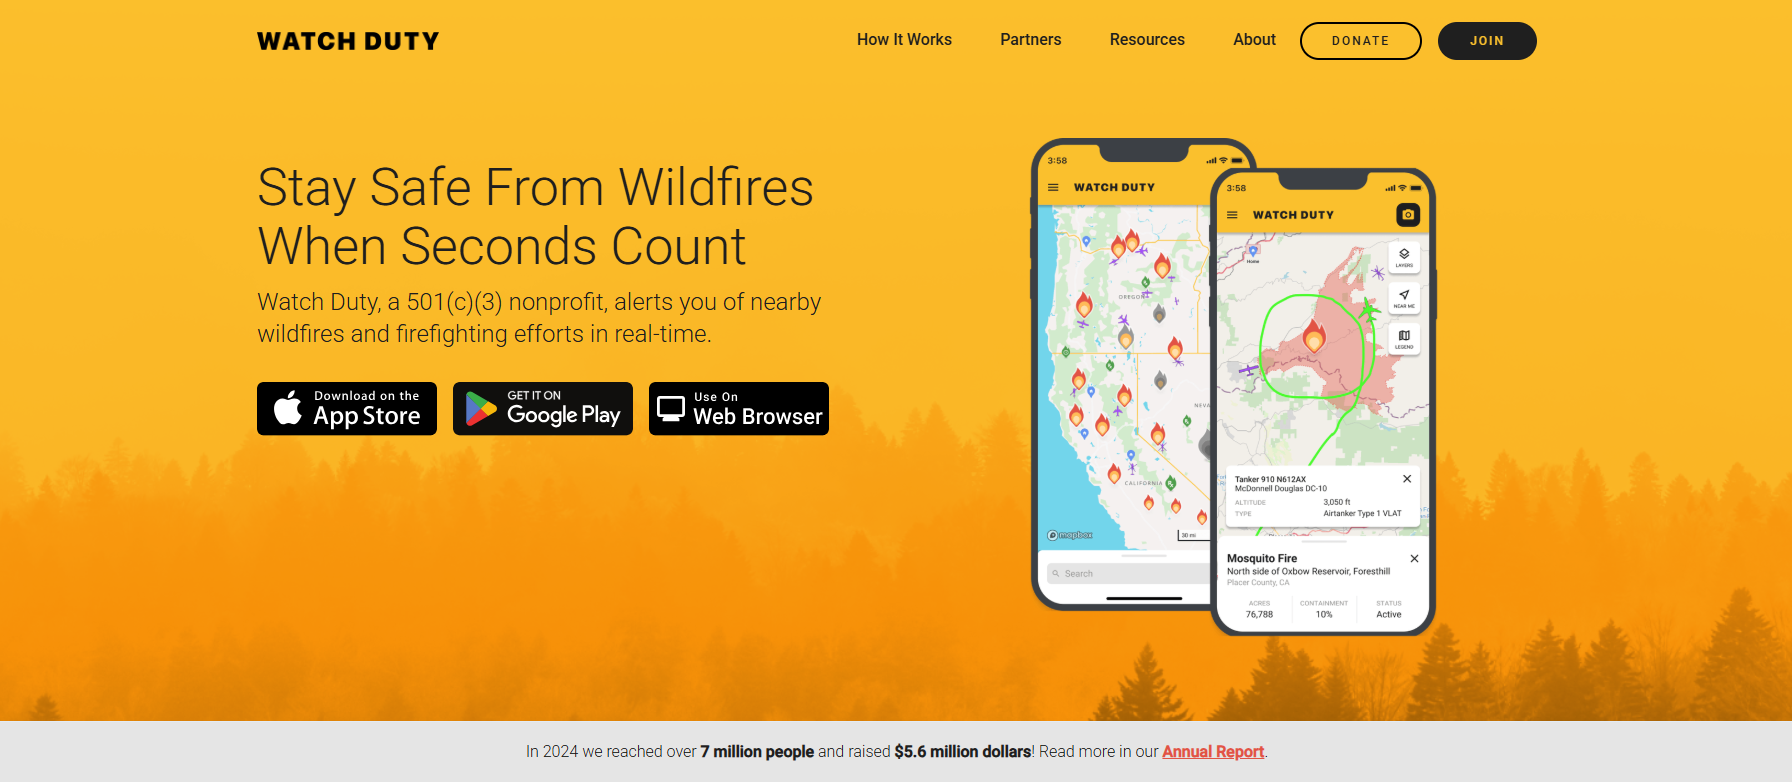 WATCH DUTY
How It Works
Partners
Resources
About
DONATE
JOIN
Stay Safe From Wildfires
When Seconds Count
Watch Duty, a 501(c)(3) nonprofit, alerts you of nearby
wildfires and firefighting efforts in real-time.
Download on the
App Store
GET IT ON
Google Play
Use On
Web Browser
3:58
WATCH DUTY
OREGON
CALIFORNIA
mapbox
30 mi
Search
3:58
WATCH DUTY
Home
LAYERS
NEAR ME
LEGEND
Tanker 910 N612AX
McDonnell Douglas DC-10
ALTITUDE 3,050 ft
TYPE Airtanker Type 1 VLAT
Mosquito Fire
North side of Oxbow Reservoir, Foresthill
Placer County, CA
ACRES CONTAINMENT STATUS
76,788 10% Active
In 2024 we reached over 7 million people and raised $5.6 million dollars! Read more in our Annual Report.